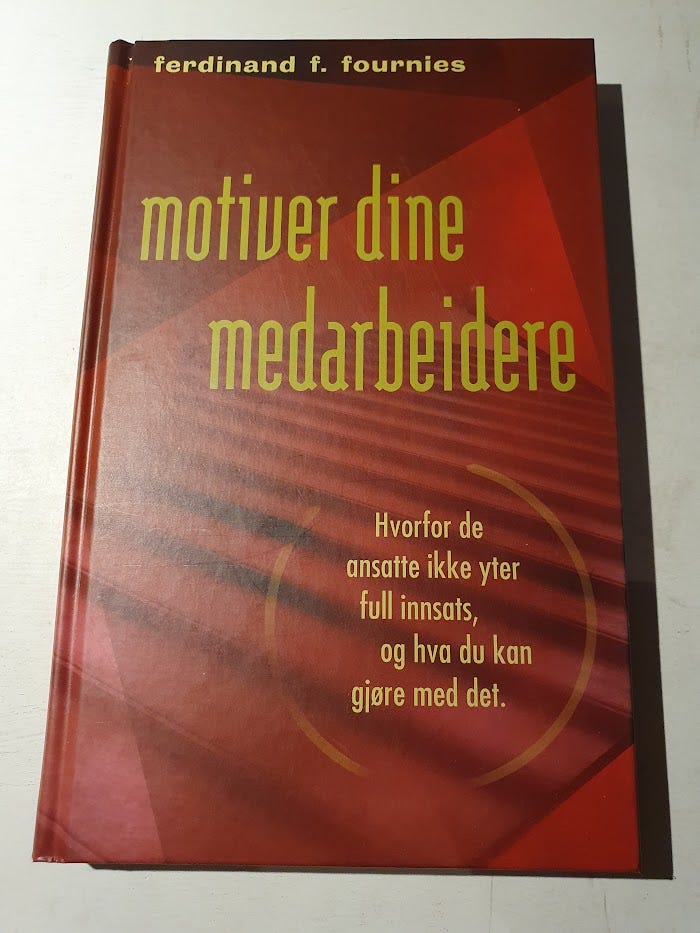 ferdinand f. fournies
motiver dine
medarbeidere
Hvorfor de
ansatte ikke yter
full innsats,
og hva du kan
gjøre med det.